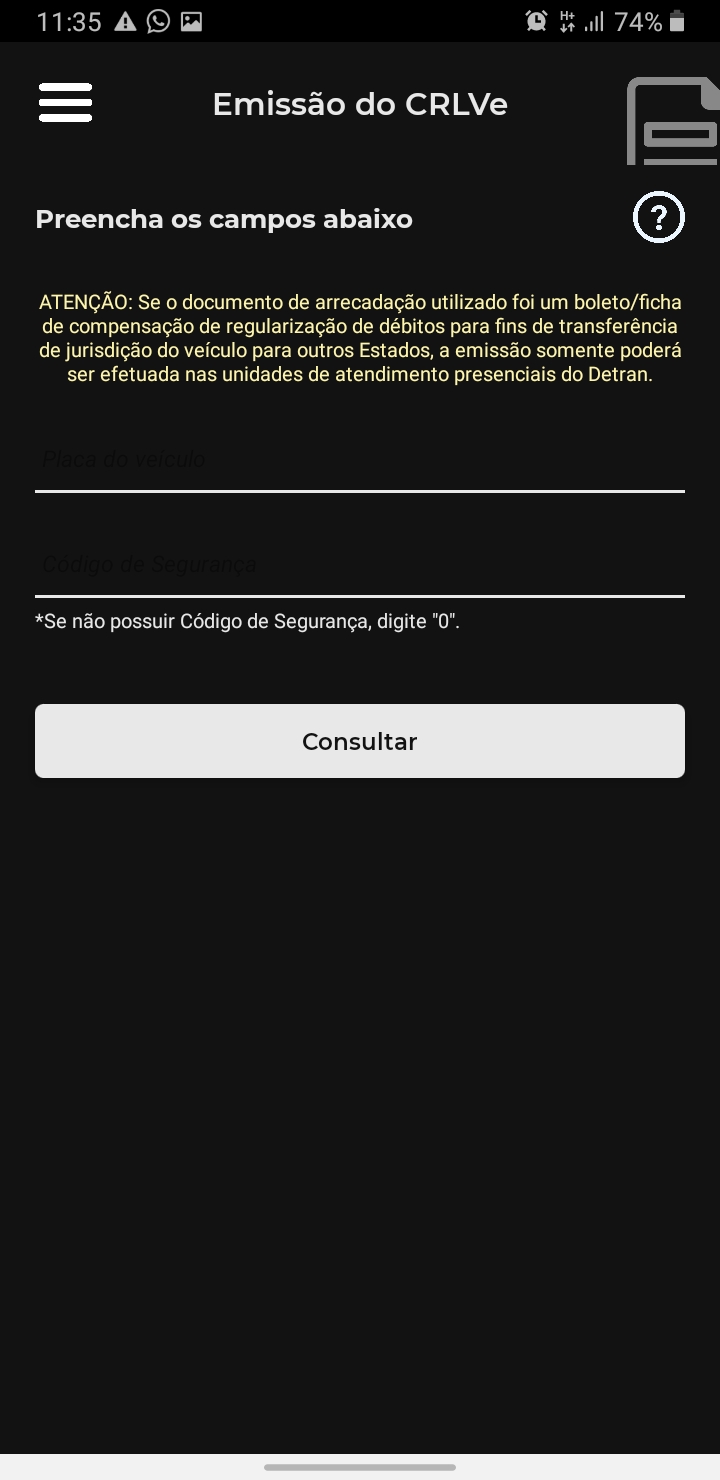 11:35
74%
Emissão do CRLVe
Preencha os campos abaixo
ATENÇÃO: Se o documento de arrecadação utilizado foi um boleto/ficha
de compensação de regularização de débitos para fins de transferência
de jurisdição do veículo para outros Estados, a emissão somente poderá
ser efetuada nas unidades de atendimento presenciais do Detran.
Placa do veículo
Código de Segurança
*Se não possuir Código de Segurança, digite "0".
Consultar